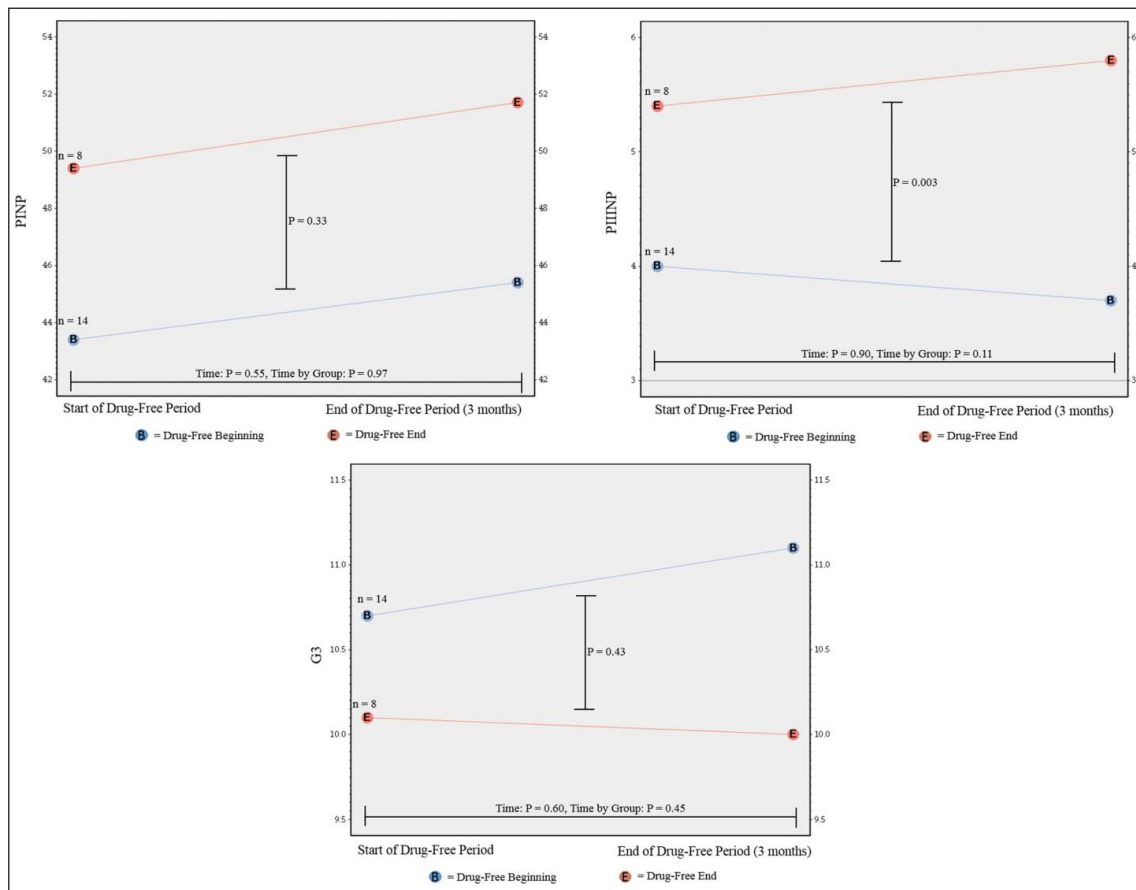 54 54
52 52
n = 8
E E
50 50
PINP
48 48
P = 0.33
46 46
B
n = 14
44 44
B
Time: P = 0.55, Time by Group: P = 0.97
42 42
Start of Drug-Free Period End of Drug-Free Period (3 months)
B = Drug-Free Beginning E = Drug-Free End
6 6
E
n = 8
E
5 5
PIIINP
P = 0.003
n = 14
4 B 4
B
Time: P = 0.90, Time by Group: P = 0.11
3 3
Start of Drug-Free Period End of Drug-Free Period (3 months)
B = Drug-Free Beginning E = Drug-Free End
11.5 11.5
B
11.0 11.0
n = 14
B
10.5 10.5
G3
P = 0.43
n = 8
E
10.0 E 10.0
Time: P = 0.60, Time by Group: P = 0.45
9.5 9.5
Start of Drug-Free Period End of Drug-Free Period (3 months)
B = Drug-Free Beginning E = Drug-Free End